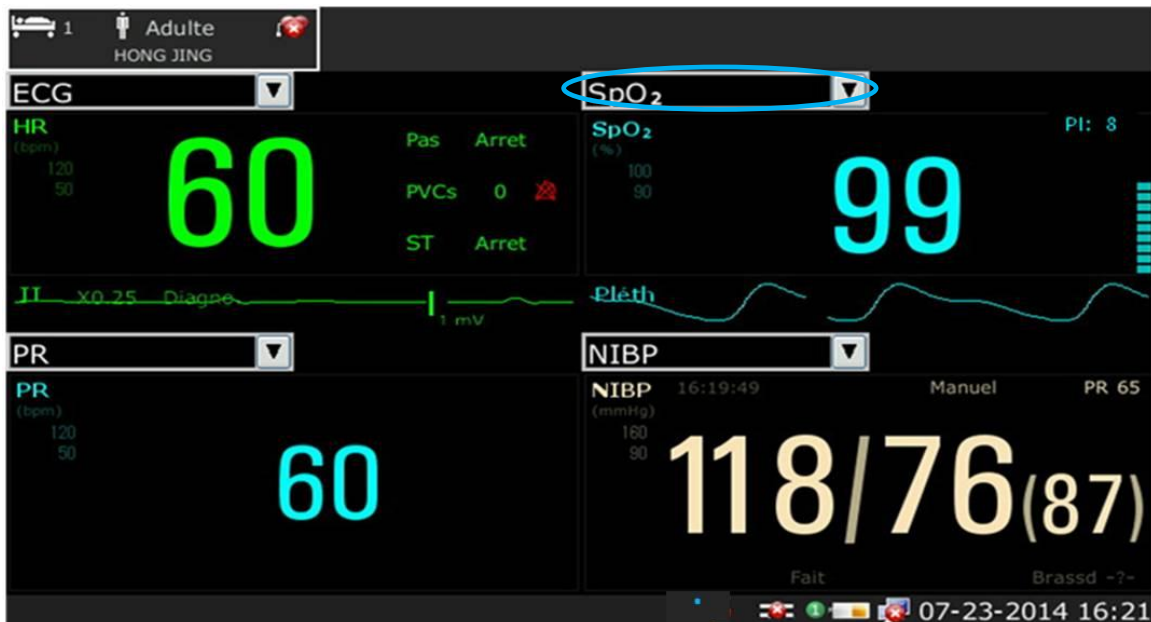 1 Adulte
HONG JING
ECG
HR
(bpm)
120
50
60
Pas Arret
PVCs 0
ST Arret
II X0.25 Diagno
1 mV
SpO₂
SpO₂
(%)
100
90
99
PI: 8
Pléth
PR
PR
(bpm)
120
50
60
NIBP
NIBP 16:19:49 Manuel PR 65
(mmHg)
160
90
118/76(87)
Fait Brassd -?-
1 07-23-2014 16:21